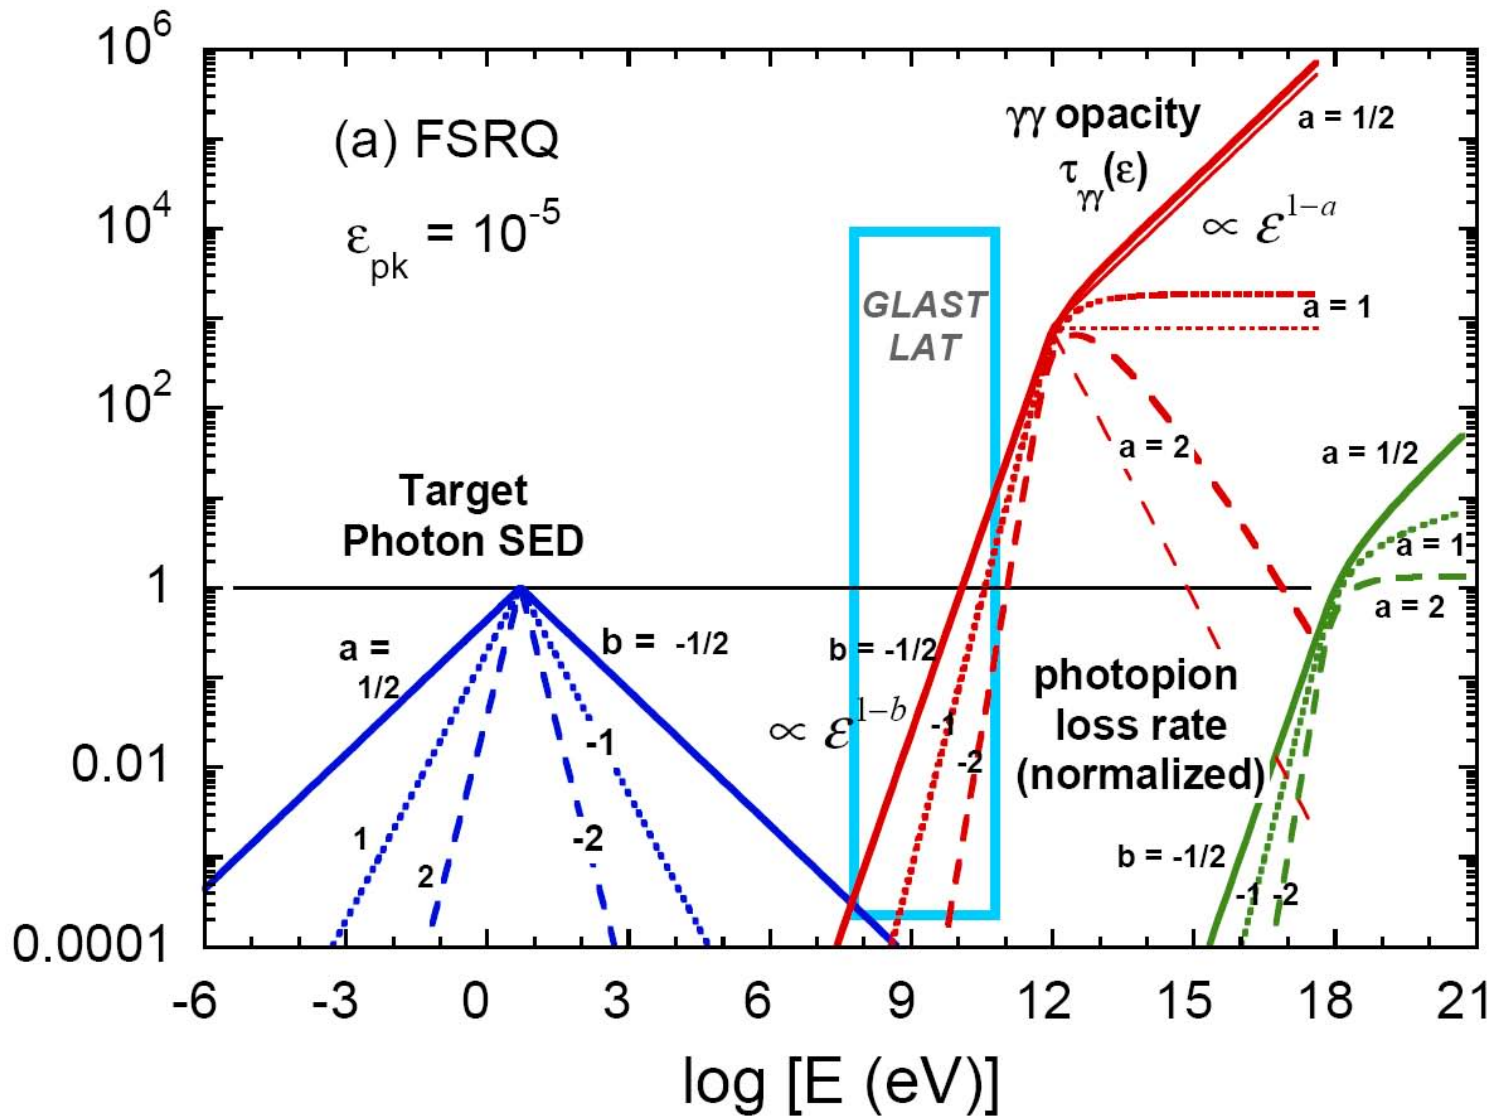 10^6
10^4
10^2
1
0.01
0.0001
(a) FSRQ
ε_pk = 10^-5
γγ opacity
τ_γγ(ε)
a = 1/2
∝ ε^{1-a}
GLAST
LAT
a = 1
a = 2
a = 1/2
a = 1
a = 2
Target
Photon SED
a =
1/2
b = -1/2
b = -1/2
∝ ε^{1-b}
-1
-2
1
2
-1
-2
photopion
loss rate
(normalized)
b = -1/2
-1 -2
-6 -3 0 3 6 9 12 15 18 21
log [E (eV)]